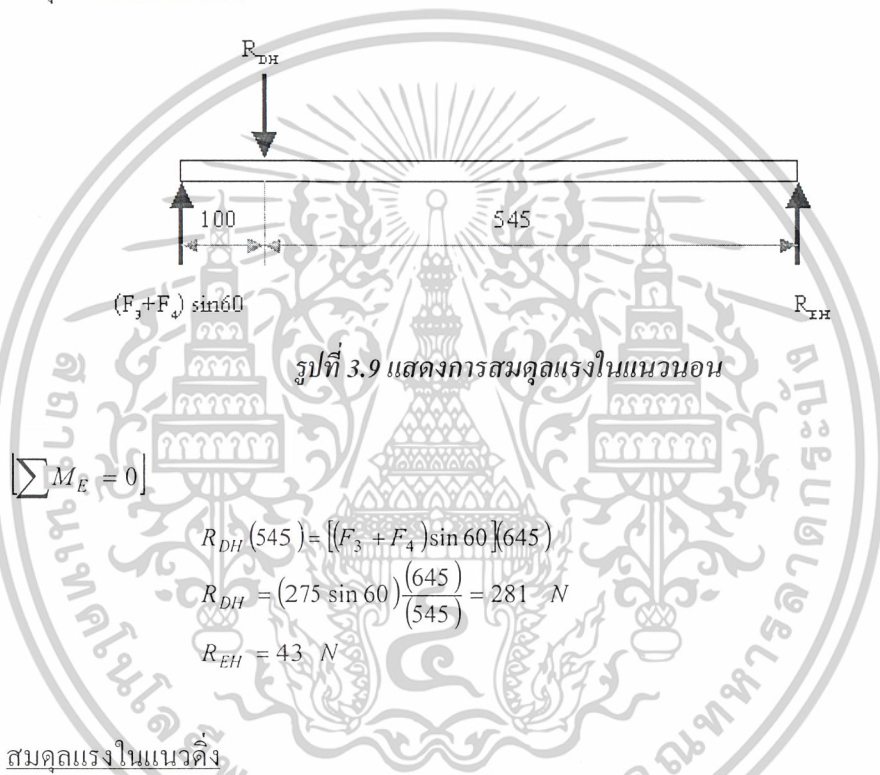 R_DH
100 545
(F_3+F_4) sin60 R_EH
รูปที่ 3.9 แสดงการสมดุลแรงในแนวนอน
[∑M_E = 0]
R_DH (545) = [(F_3 + F_4) sin 60](645)
R_DH = (275 sin 60) (645)/(545) = 281 N
R_EH = 43 N
สมดุลแรงในแนวดิ่ง